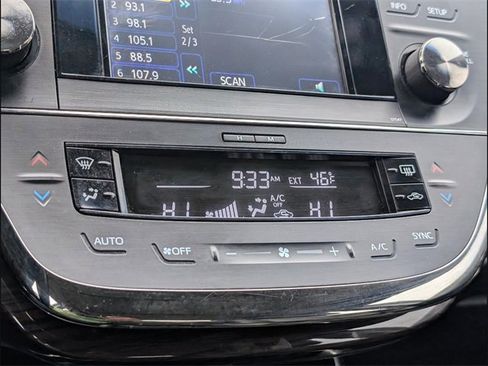 INFO SETUP
2 93.1
3 98.1
Set
4 105.1 2/3
5 88.5
6 107.9 SCAN
H M
9:33 AM EXT 46°F
A/C
HI OFF HI
AUTO OFF - + A/C SYNC